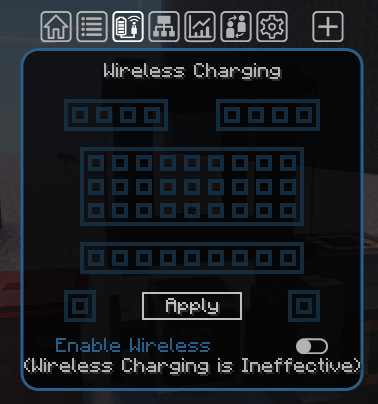 Wireless Charging
Apply
Enable Wireless
(Wireless Charging is Ineffective)